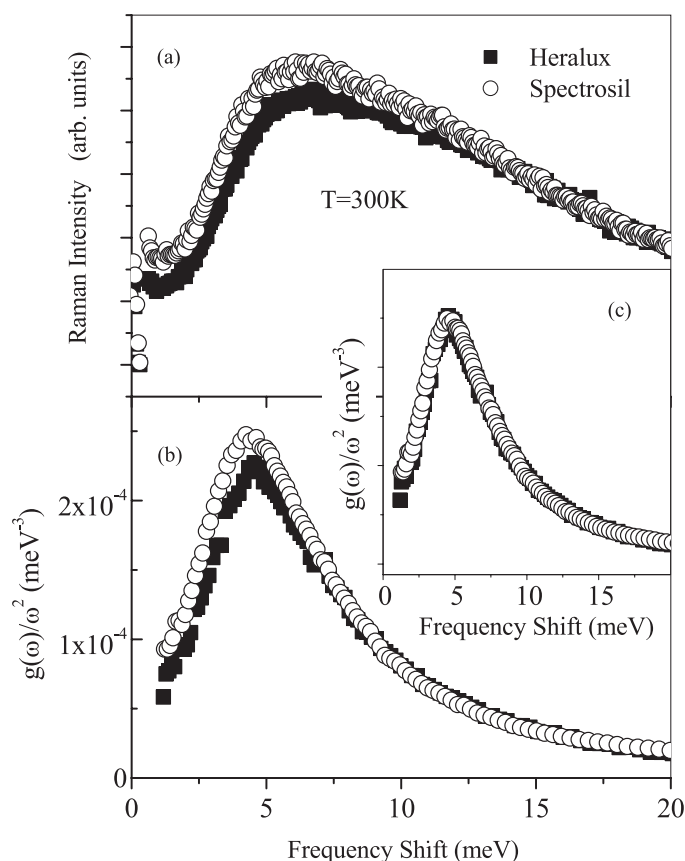 (a)
Heralux
Spectrosil
Raman Intensity (arb. units)
T=300K
(c)
g(ω)/ω² (meV⁻³)
5 10 15
Frequency Shift (meV)
(b)
g(ω)/ω² (meV⁻³)
2x10⁻⁴
1x10⁻⁴
0
0 5 10 15 20
Frequency Shift (meV)